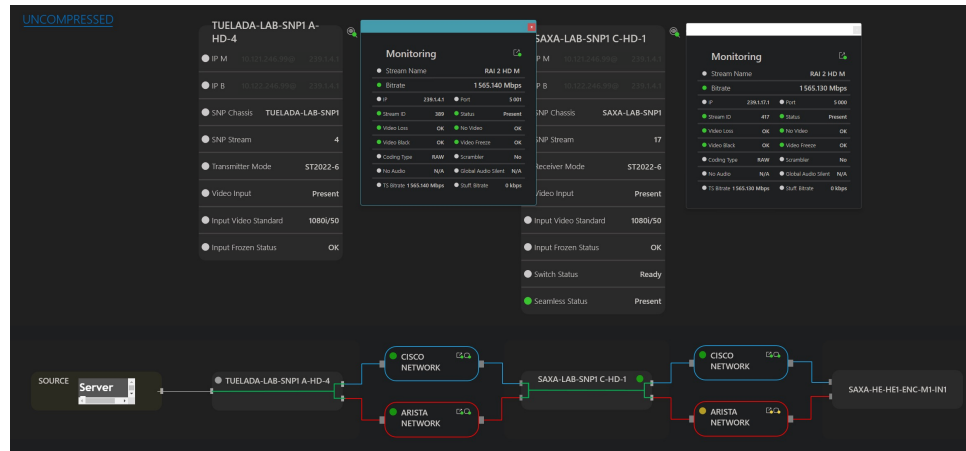 UNCOMPRESSED
TUELADA-LAB-SNP1 A-
HD-4
IP M
IP B
SNP Chassis TUELADA-LAB-SNP1
SNP Stream 4
Transmitter Mode ST2022-6
Video Input Present
Input Video Standard 1080i/50
Input Frozen Status OK
Monitoring
Stream Name RAI 2 HD M
Bitrate 1 565.140 Mbps
IP 239.1.4.1 Port 5 001
Stream ID 389 Status Present
Video Loss OK No Video OK
Video Black OK Video Freeze OK
Coding Type RAW Scrambler No
No Audio N/A Global Audio Silent N/A
TS Bitrate 1 565.140 Mbps Stuff. Bitrate 0 kbps
SAXA-LAB-SNP1 C-HD-1
P M
P B
SNP Chassis SAXA-LAB-SNP1
SNP Stream 17
Receiver Mode ST2022-6
Video Input Present
Input Video Standard 1080i/50
Input Frozen Status OK
Switch Status Ready
Seamless Status Present
Monitoring
Stream Name RAI 2 HD M
Bitrate 1 565.130 Mbps
IP 239.1.17.1 Port 5 000
Stream ID 417 Status Present
Video Loss OK No Video OK
Video Black OK Video Freeze OK
Coding Type RAW Scrambler No
No Audio N/A Global Audio Silent N/A
TS Bitrate 1 565.130 Mbps Stuff. Bitrate 0 kbps
SOURCE
Server
TUELADA-LAB-SNP1 A-HD-4
CISCO
NETWORK
ARISTA
NETWORK
SAXA-LAB-SNP1 C-HD-1
CISCO
NETWORK
ARISTA
NETWORK
SAXA-HE-HE1-ENC-M1-IN1